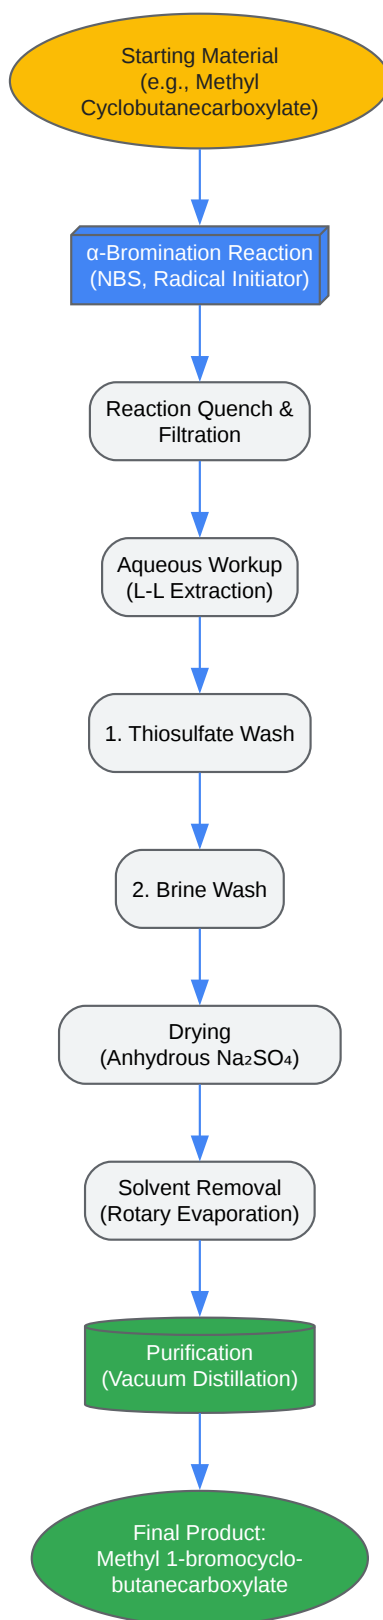 Starting Material
(e.g., Methyl
Cyclobutanecarboxylate)
α-Bromination Reaction
(NBS, Radical Initiator)
Reaction Quench &
Filtration
Aqueous Workup
(L-L Extraction)
1. Thiosulfate Wash
2. Brine Wash
Drying
(Anhydrous Na₂SO₄)
Solvent Removal
(Rotary Evaporation)
Purification
(Vacuum Distillation)
Final Product:
Methyl 1-bromocyclo-
butanecarboxylate